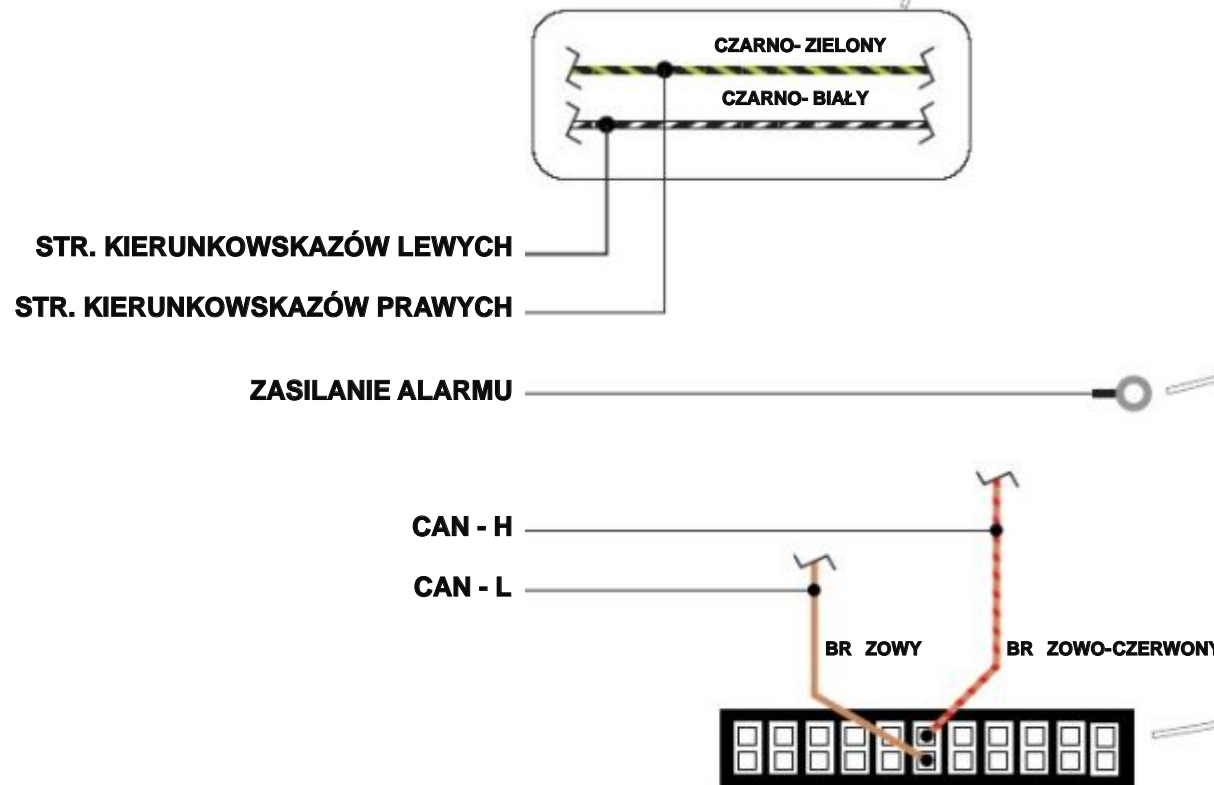 CZARNO- ZIELONY
CZARNO- BIAŁY
STR. KIERUNKOWSKAZÓW LEWYCH
STR. KIERUNKOWSKAZÓW PRAWYCH
ZASILANIE ALARMU
CAN - H
CAN - L
BR ZOWY
BR ZOWO-CZERWONY